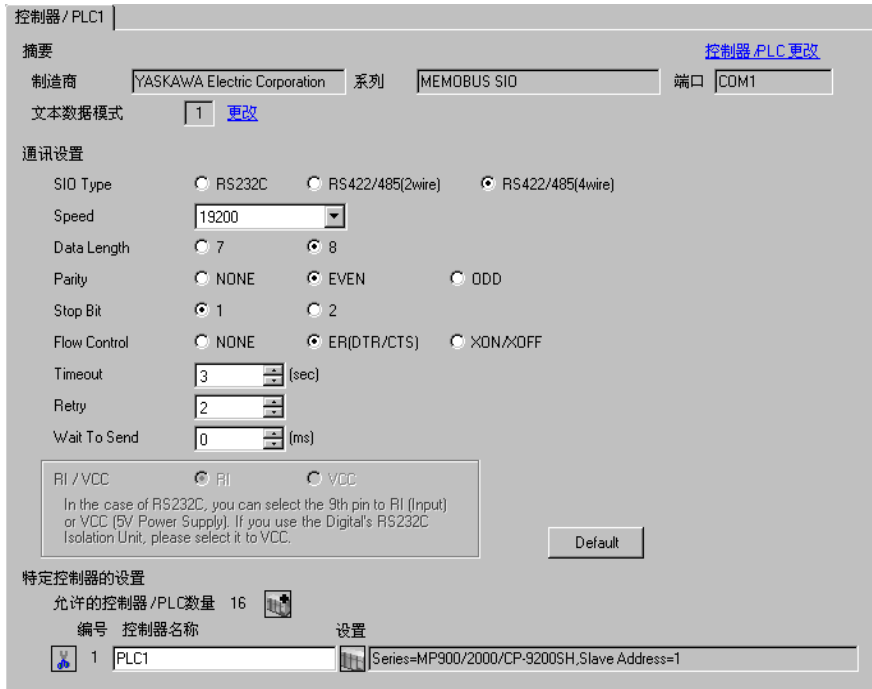 控制器/PLC1
摘要 控制器/PLC更改
制造商 YASKAWA Electric Corporation 系列 MEMOBUS SIO 端口 COM1
文本数据模式 1 更改
通讯设置
SIO Type RS232C RS422/485(2wire) RS422/485(4wire)
Speed 19200
Data Length 7 8
Parity NONE EVEN ODD
Stop Bit 1 2
Flow Control NONE ER(DTR/CTS) XON/XOFF
Timeout 3 (sec)
Retry 2
Wait To Send 0 (ms)
RI / VCC RI VCC
In the case of RS232C, you can select the 9th pin to RI (Input)
or VCC (5V Power Supply). If you use the Digital's RS232C
Isolation Unit, please select it to VCC.
Default
特定控制器的设置
允许的控制器/PLC数量 16
编号 控制器名称 设置
1 PLC1 Series=MP900/2000/CP-9200SH,Slave Address=1